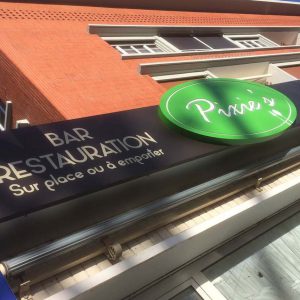 BAR
RESTAURATION
Sur place ou à emporter
Pixie's